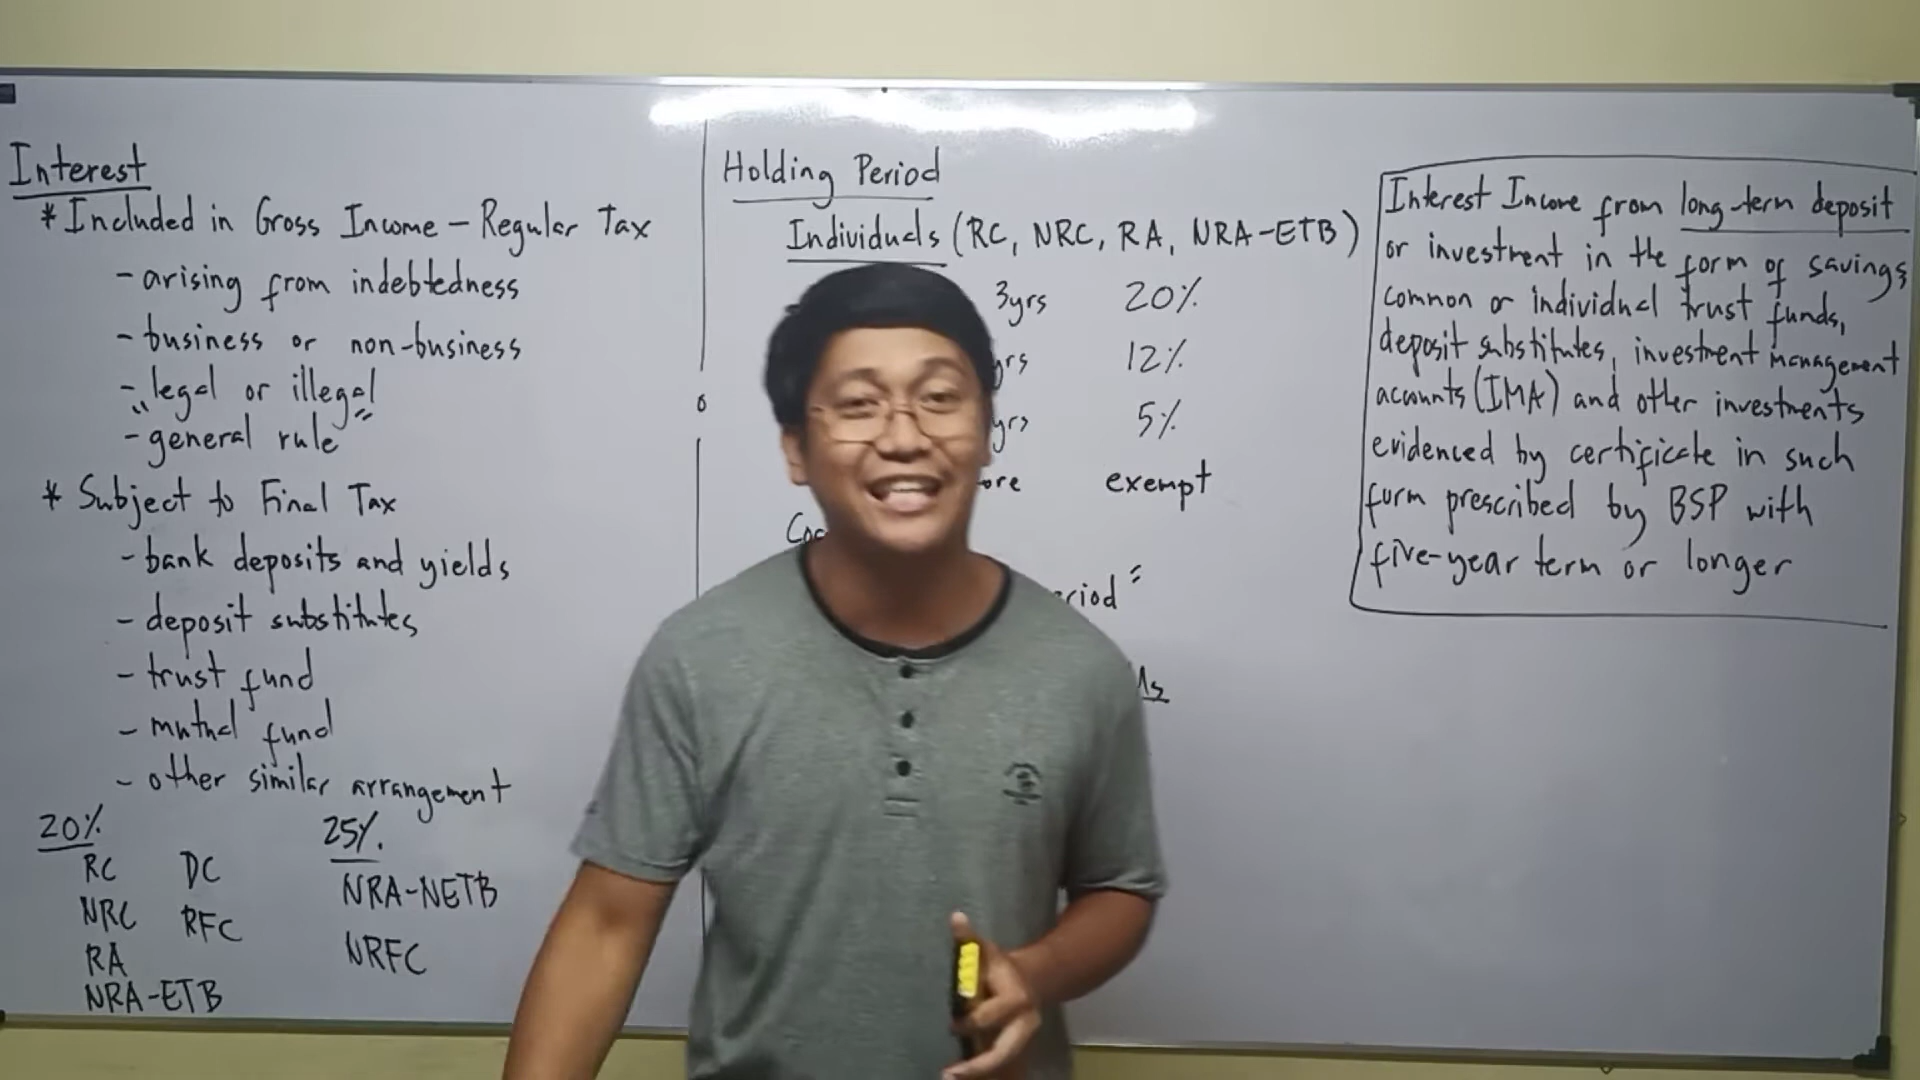 Interest
* Included in Gross Income - Regular Tax
- arising from indebtedness
- business or non-business
- legal or illegal
- "general rule"
* Subject to Final Tax
- bank deposits and yields
- deposit substitutes
- trust fund
- mutual fund
- other similar arrangement
20%
RC DC
NRC RFC
RA
NRA-ETB
25%
NRA-NETB
NRFC
Holding Period
Individuals (RC, NRC, RA, NRA-ETB)
3yrs 20%
yrs 12%
yrs 5%
exempt
Interest Income from long-term deposit
or investment in the form of savings,
common or individual trust funds,
deposit substitutes, investment management
accounts (IMA) and other investments
evidenced by certificate in such
form prescribed by BSP with
five-year term or longer